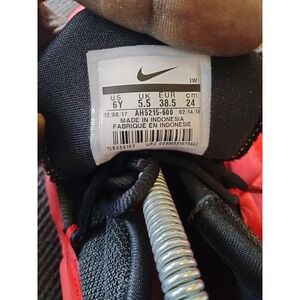 IW
US UK EUR cm
6Y 5.5 38.5 24
12/06/17 AH5215-600 02/14/18
MADE IN INDONESIA
FABRIQUE EN INDONESIE
UPC